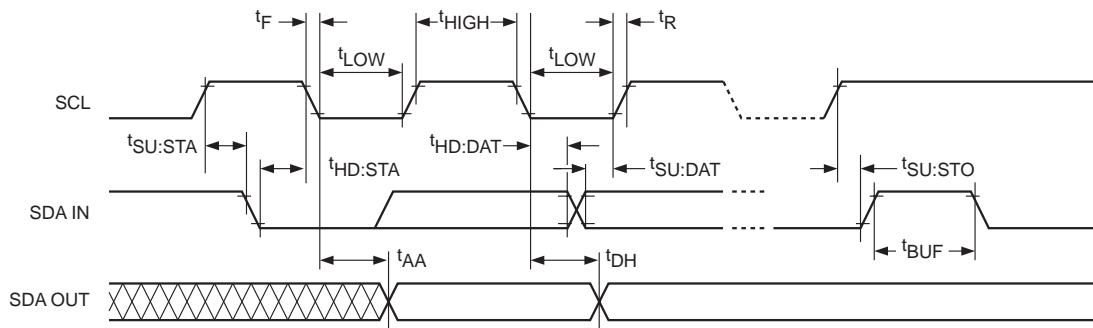 tF tHIGH tR
tLOW tLOW
SCL
tSU:STA tHD:DAT
tHD:STA tSU:DAT tSU:STO
SDA IN
tBUF
tAA tDH
SDA OUT